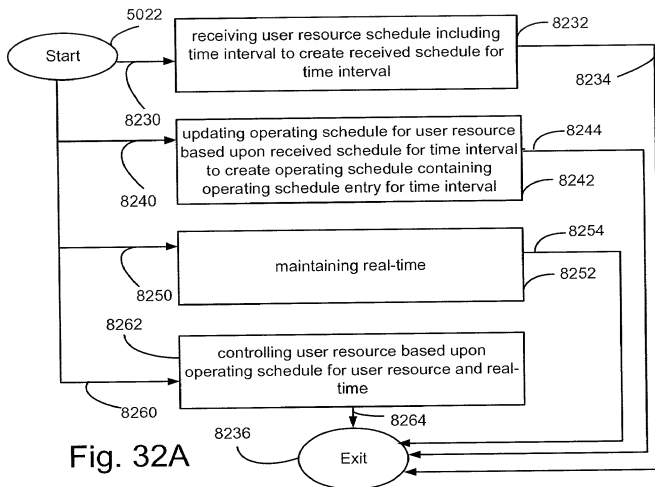 5022
Start
8230
receiving user resource schedule including
time interval to create received schedule for
time interval
8232
8234
8240
updating operating schedule for user resource
based upon received schedule for time interval
to create operating schedule containing
operating schedule entry for time interval
8244
8242
8250
maintaining real-time
8254
8252
8262
controlling user resource based upon
operating schedule for user resource and real-
time
8260
8264
8236
Exit
Fig. 32A